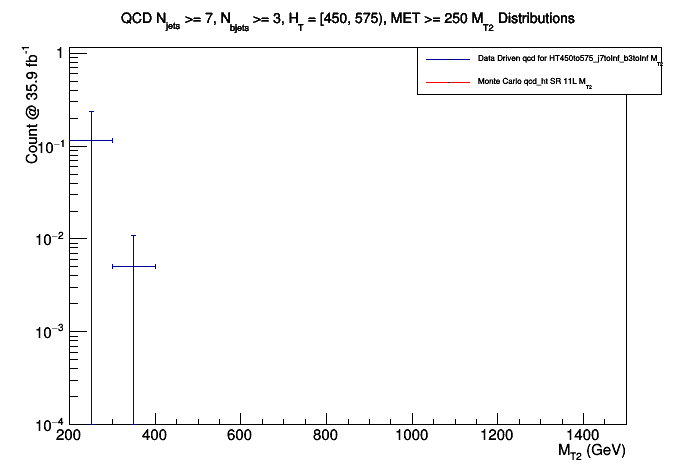 QCD N_jets >= 7, N_bjets >= 3, H_T = [450, 575), MET >= 250 M_T2 Distributions
Data Driven qcd for HT450to575_j7toInf_b3toInf M_T2
Monte Carlo qcd_ht SR 11L M_T2
Count @ 35.9 fb^-1
1
10^-1
10^-2
10^-3
10^-4
200 400 600 800 1000 1200 1400
M_T2 (GeV)